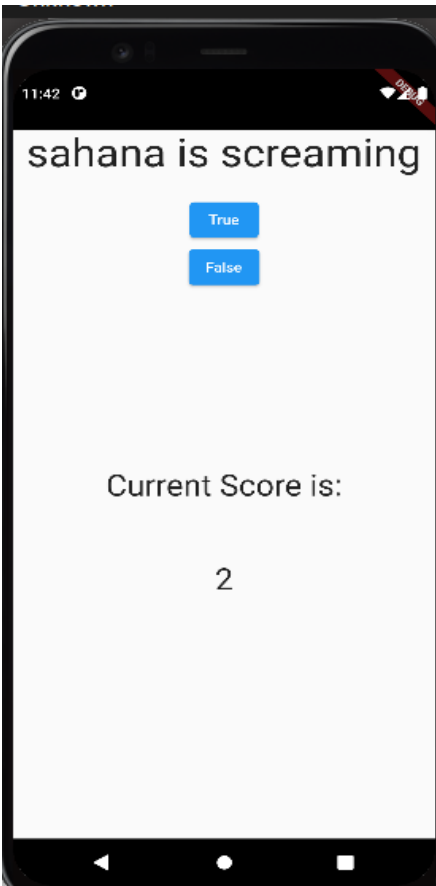 11:42
DEBUG
sahana is screaming
True
False
Current Score is:
2